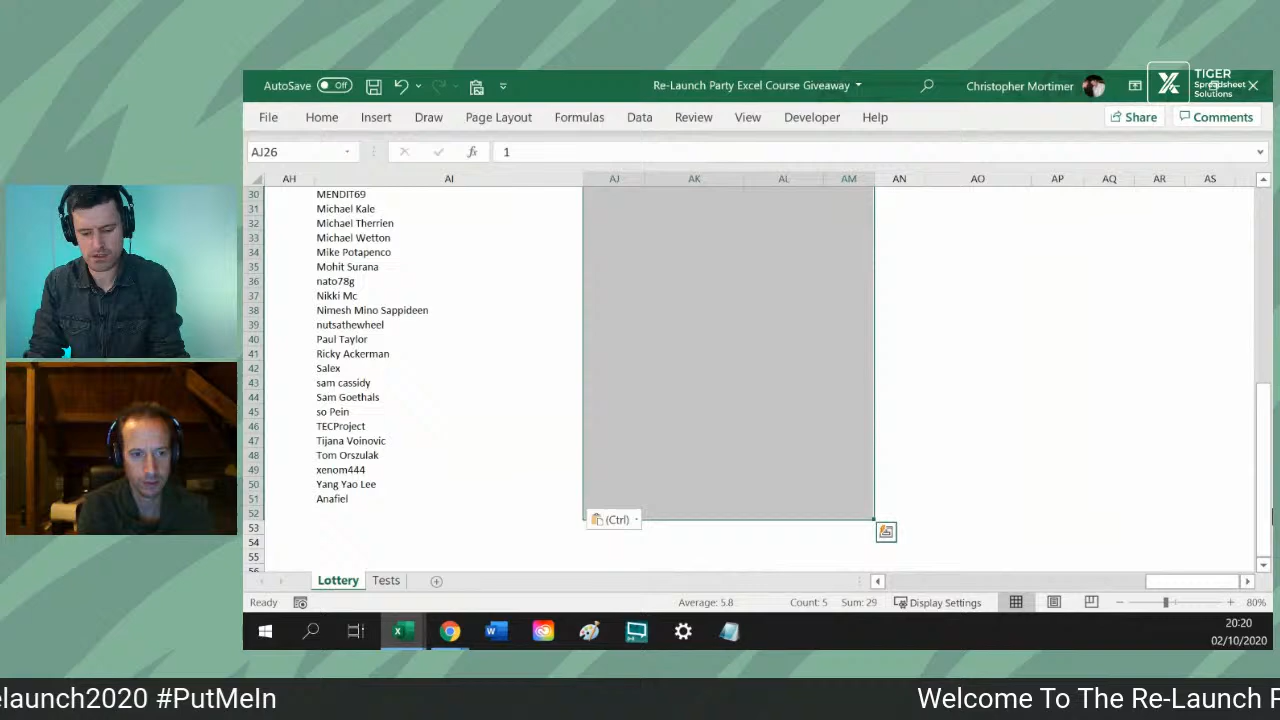 AutoSave Off Re-Launch Party Excel Course Giveaway Christopher Mortimer
TIGER
Spreadsheet
Solutions
File Home Insert Draw Page Layout Formulas Data Review View Developer Help Share Comments
AJ26 fx 1
AH AI AJ AK AL AM AN AO AP AQ AR AS
30 MENDIT69
31 Michael Kale
32 Michael Therrien
33 Michael Wetton
34 Mike Potapenco
35 Mohit Surana
36 nato78g
37 Nikki Mc
38 Nimesh Mino Sappideen
39 nutsathewheel
40 Paul Taylor
41 Ricky Ackerman
42 Salex
43 sam cassidy
44 Sam Goethals
45 so Pein
46 TECProject
47 Tijana Voinovic
48 Tom Orszulak
49 xenom444
50 Yang Yao Lee
51 Anafiel
52 (Ctrl)
53
54
55
56
Lottery Tests
Ready Average: 5.8 Count: 5 Sum: 29 Display Settings 80%
20:20
02/10/2020
elaunch2020 #PutMeIn Welcome To The Re-Launch P